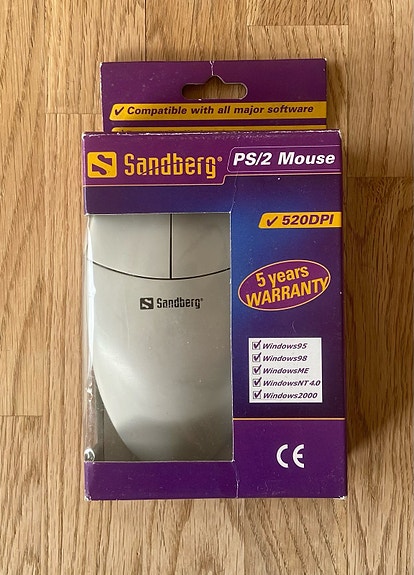 ✓ Compatible with all major software
Sandberg® PS/2 Mouse
✓ 520DPI
5 years
WARRANTY
Sandberg®
☑ Windows95
☑ Windows98
☑ WindowsME
☑ WindowsNT 4.0
☑ Windows2000
CE